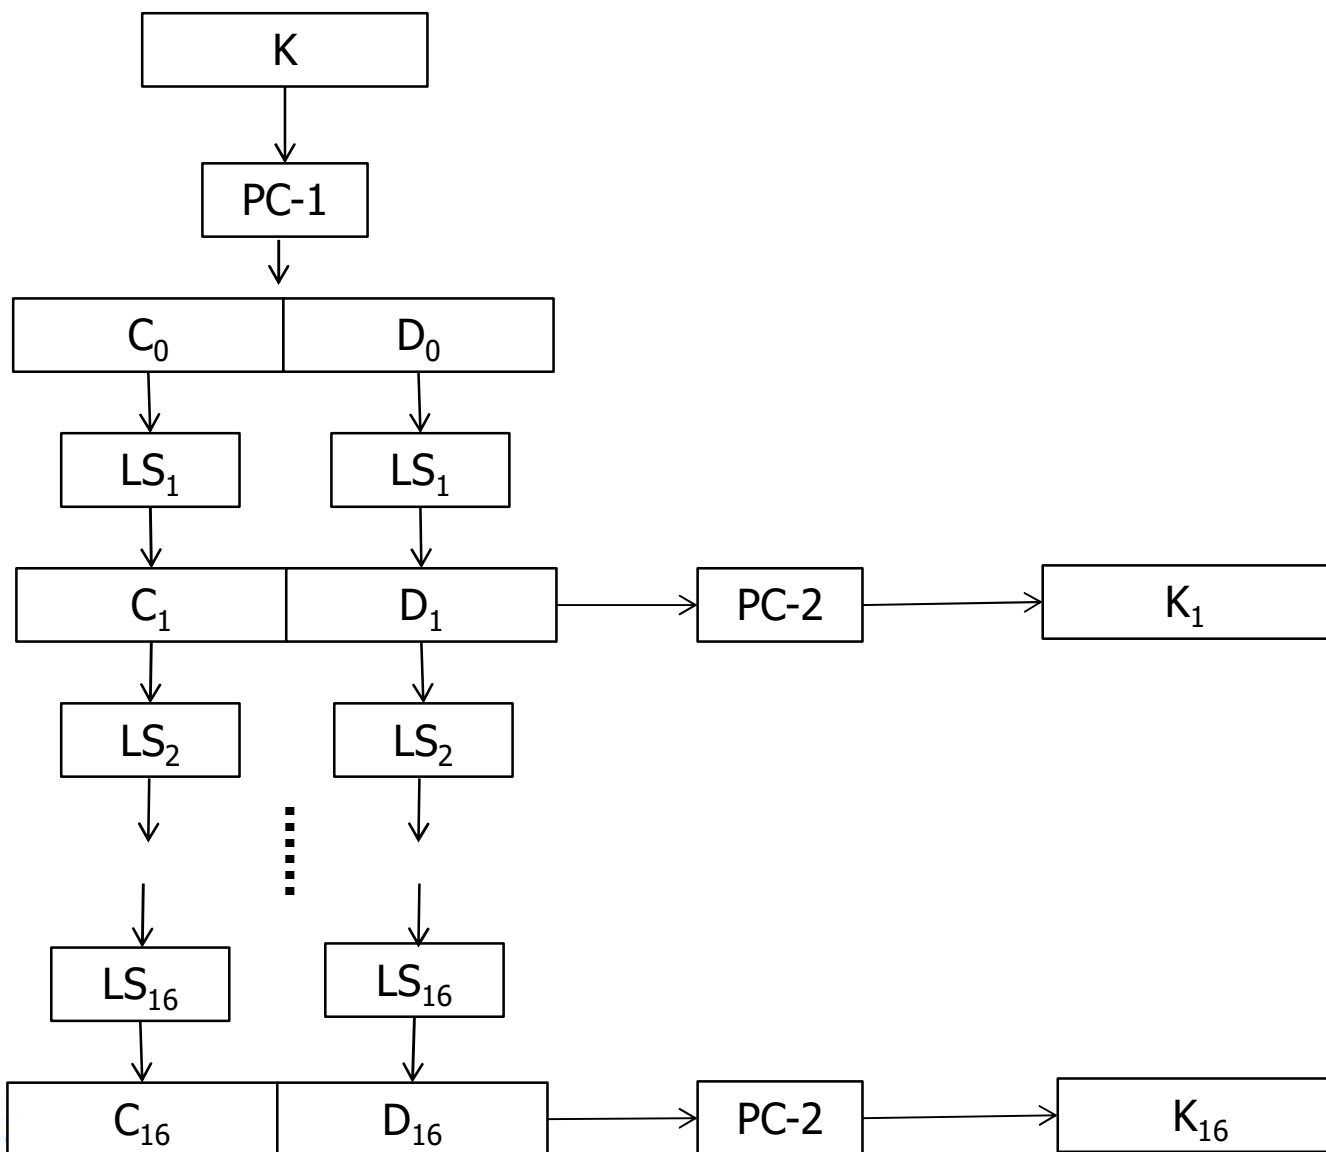 K
PC-1
C₀ D₀
LS₁ LS₁
C₁ D₁ PC-2 K₁
LS₂ LS₂
LS₁₆ LS₁₆
C₁₆ D₁₆ PC-2 K₁₆